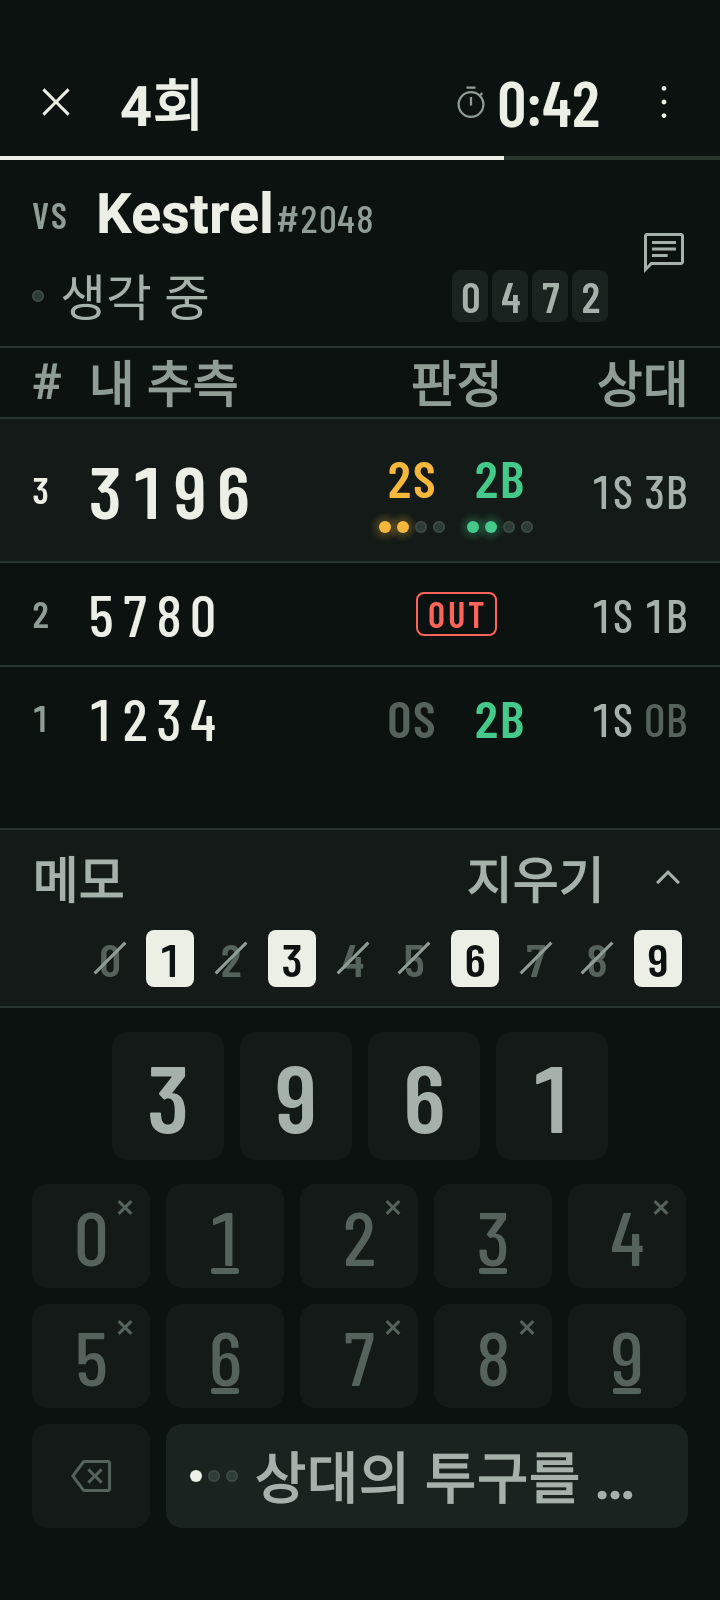 4회 0:42
VS Kestrel #2048
생각 중 0 4 7 2
# 내 추측 판정 상대
3 3196 2S 2B 1S 3B
2 5780 OUT 1S 1B
1 1234 0S 2B 1S 0B
메모 지우기
0 1 2 3 4 5 6 7 8 9
3 9 6 1
0 × 1 2 × 3 4 ×
5 × 6 7 × 8 × 9
상대의 투구를 ...